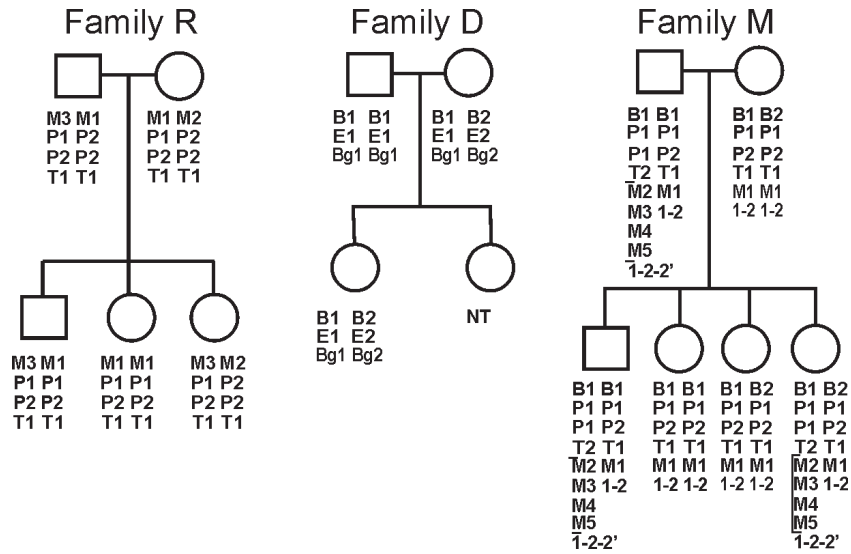 Family R
M3 M1
P1 P2
P2 P2
T1 T1
M1 M2
P1 P2
P2 P2
T1 T1
M3 M1
P1 P1
P2 P2
T1 T1
M1 M1
P1 P1
P2 P2
T1 T1
M3 M2
P1 P2
P2 P2
T1 T1
Family D
B1 B1
E1 E1
Bg1 Bg1
B1 B2
E1 E2
Bg1 Bg2
B1 B2
E1 E2
Bg1 Bg2
NT
Family M
B1 B1
P1 P1
P1 P2
T2 T1
M2 M1
M3 1-2
M4
M5
1-2-2'
B1 B2
P1 P1
P2 P2
T1 T1
M1 M1
1-2 1-2
B1 B1
P1 P1
P1 P2
T2 T1
M2 M1
M3 1-2
M4
M5
1-2-2'
B1 B1
P1 P1
P2 P2
T1 T1
M1 M1
1-2 1-2
B1 B2
P1 P1
P2 P2
T1 T1
M1 M1
1-2 1-2
B1 B2
P1 P1
P1 P2
T2 T1
M2 M1
M3 1-2
M4
M5
1-2-2'